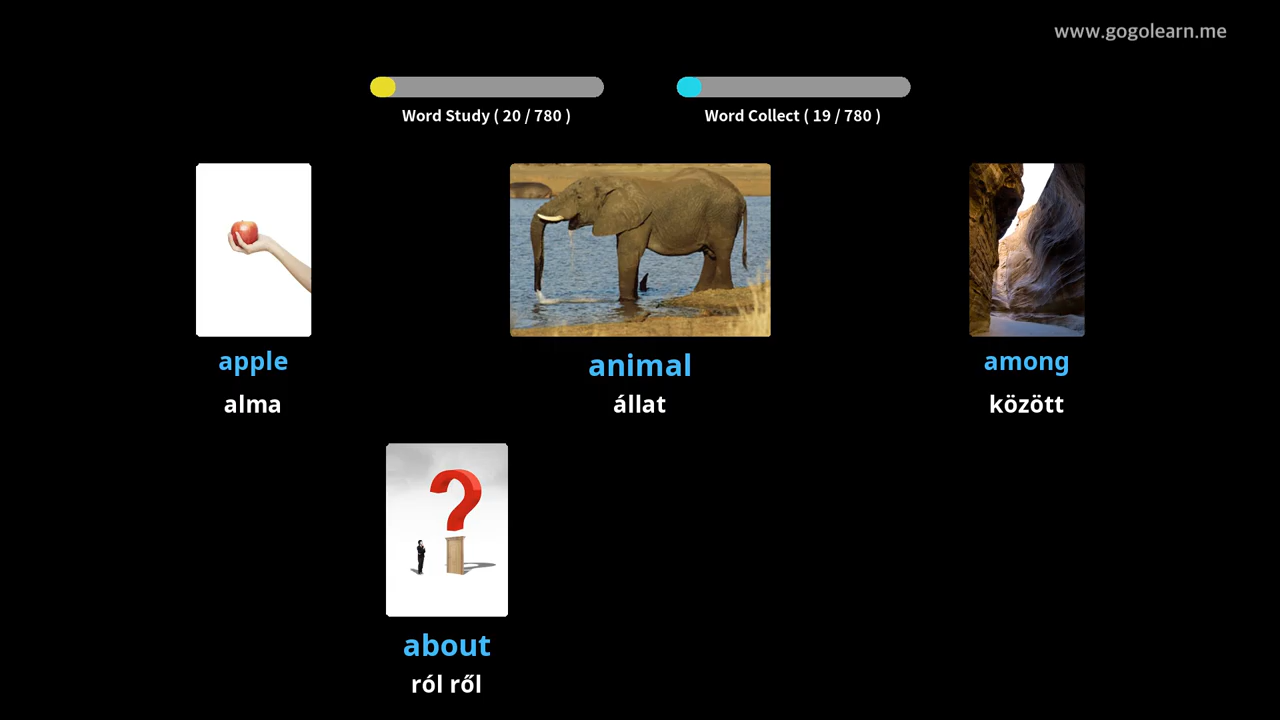 www.gogolearn.me
Word Study ( 20 / 780 )
Word Collect ( 19 / 780 )
apple
alma
animal
állat
among
között
about
ról ről